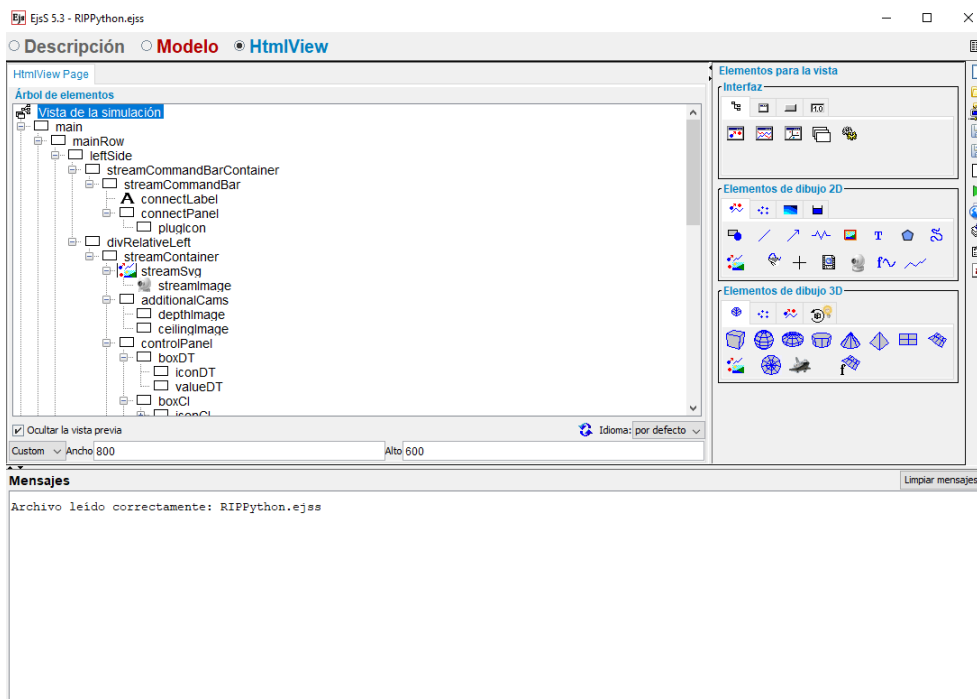 EjsS 5.3 - RIPPython.ejss
Descripción Modelo HtmlView
HtmlView Page
Árbol de elementos
Vista de la simulación
main
mainRow
leftSide
streamCommandBarContainer
streamCommandBar
A connectLabel
connectPanel
plugIcon
divRelativeLeft
streamContainer
streamSvg
streamImage
additionalCams
depthImage
ceilingImage
controlPanel
boxDT
iconDT
valueDT
boxCl
Ocultar la vista previa
Idioma: por defecto
Custom Ancho 800 Alto 600
Elementos para la vista
Interfaz
Elementos de dibujo 2D
Elementos de dibujo 3D
Mensajes
Limpiar mensajes
Archivo leído correctamente: RIPPython.ejss